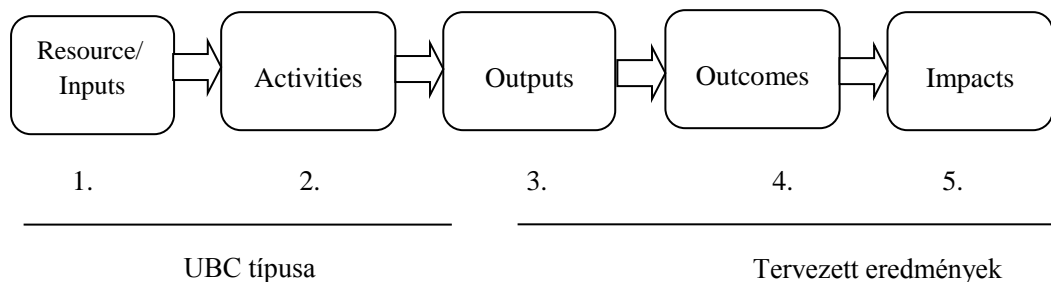 Resource/
Inputs
Activities
Outputs
Outcomes
Impacts
1.
2.
3.
4.
5.
UBC típusa
Tervezett eredmények